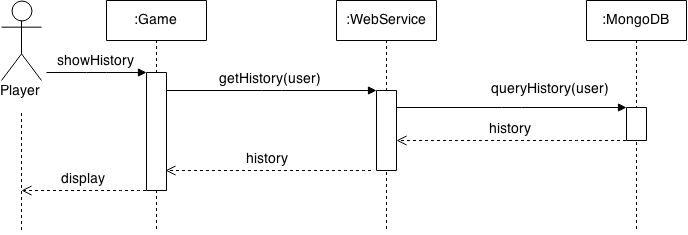 :Game
:WebService
:MongoDB
showHistory
Player
getHistory(user)
queryHistory(user)
history
history
display